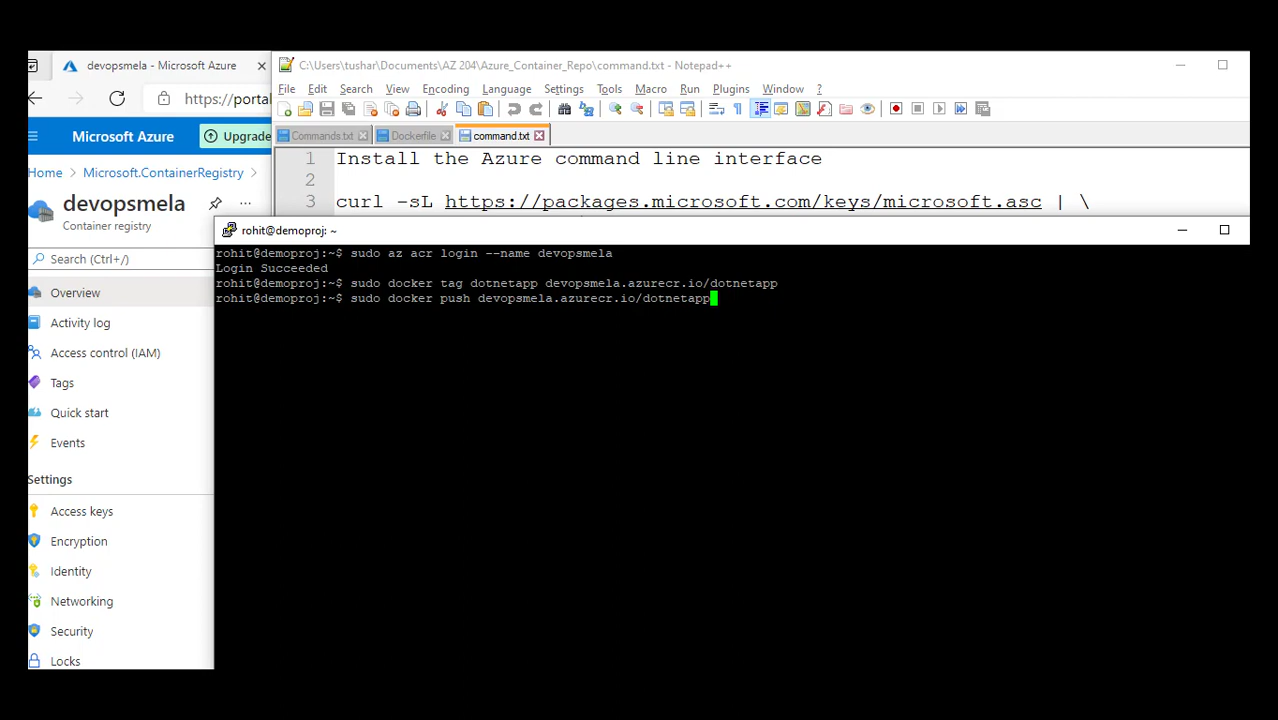 devopsmela - Microsoft Azure
https://porta
Microsoft Azure
Upgrade
Home > Microsoft.ContainerRegistry >
devopsmela
...
Container registry
Search (Ctrl+/)
Overview
Activity log
Access control (IAM)
Tags
Quick start
Events
Settings
Access keys
Encryption
Identity
Networking
Security
Locks
C:\Users\tushar\Documents\AZ 204\Azure_Container_Repo\command.txt - Notepad++
File Edit Search View Encoding Language Settings Tools Macro Run Plugins Window ?
Commands.txt Dockerfile command.txt
1 Install the Azure command line interface
2
3 curl -sL https://packages.microsoft.com/keys/microsoft.asc | \
rohit@demoproj: ~
rohit@demoproj:~$ sudo az acr login --name devopsmela
Login Succeeded
rohit@demoproj:~$ sudo docker tag dotnetapp devopsmela.azurecr.io/dotnetapp
rohit@demoproj:~$ sudo docker push devopsmela.azurecr.io/dotnetapp